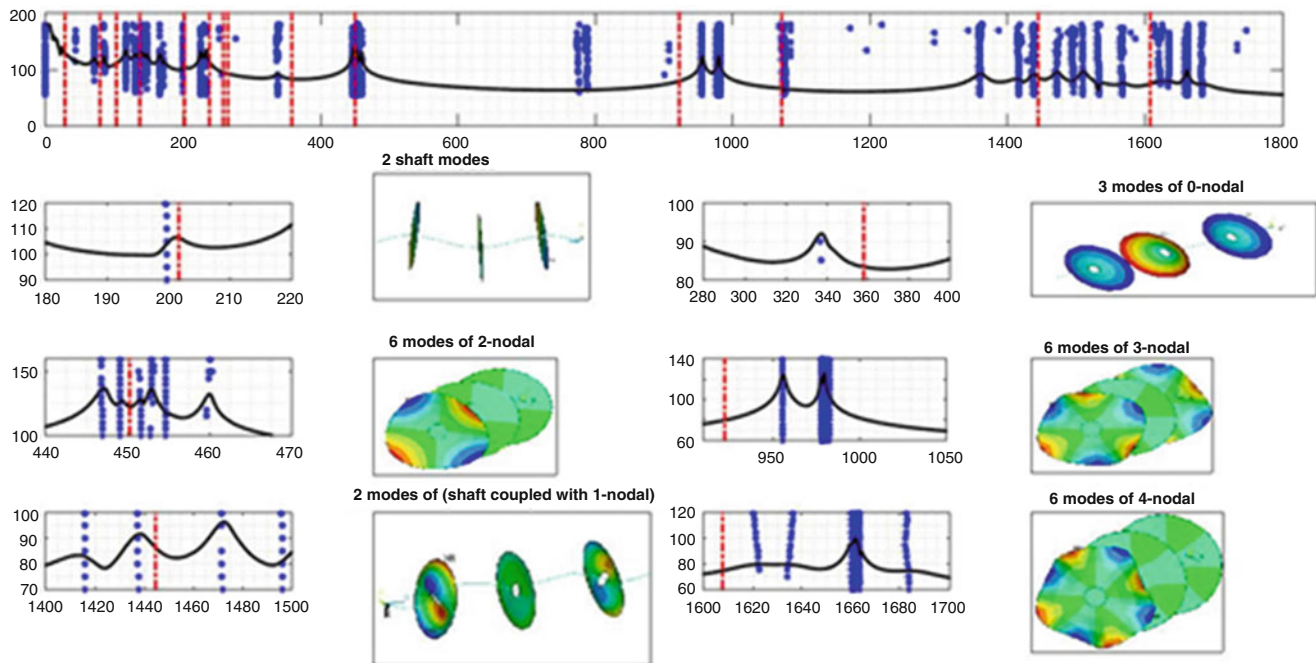 200
100
0
0 200 400 600 800 1000 1200 1400 1600 1800
2 shaft modes
3 modes of 0-nodal
120
110
100
90
180 190 200 210 220
100
90
80
280 300 320 340 360 380 400
6 modes of 2-nodal
6 modes of 3-nodal
150
100
440 450 460 470
140
100
60
950 1000 1050
2 modes of (shaft coupled with 1-nodal)
6 modes of 4-nodal
100
90
80
70
1400 1420 1440 1460 1480 1500
120
100
80
60
1600 1620 1640 1660 1680 1700